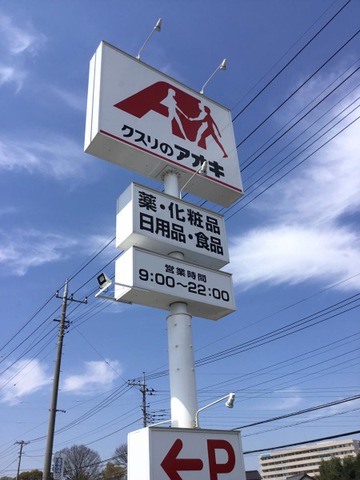 クスリのアオキ
薬・化粧品
日用品・食品
営業時間
9:00〜22:00
←P